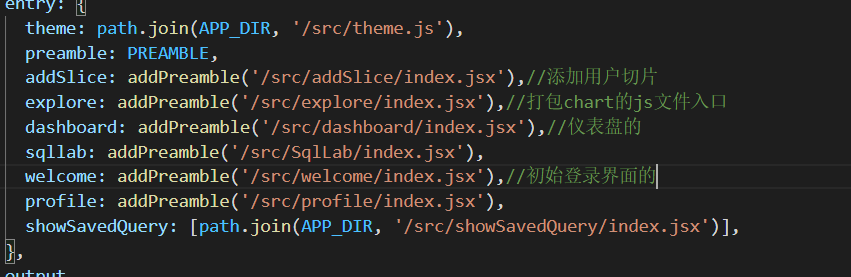 entry: {
theme: path.join(APP_DIR, '/src/theme.js'),
preamble: PREAMBLE,
addSlice: addPreamble('/src/addSlice/index.jsx'),//添加用户切片
explore: addPreamble('/src/explore/index.jsx'),//打包chart的js文件入口
dashboard: addPreamble('/src/dashboard/index.jsx'),//仪表盘的
sqllab: addPreamble('/src/SqlLab/index.jsx'),
welcome: addPreamble('/src/welcome/index.jsx'),//初始登录界面的
profile: addPreamble('/src/profile/index.jsx'),
showSavedQuery: [path.join(APP_DIR, '/src/showSavedQuery/index.jsx')],
},
output